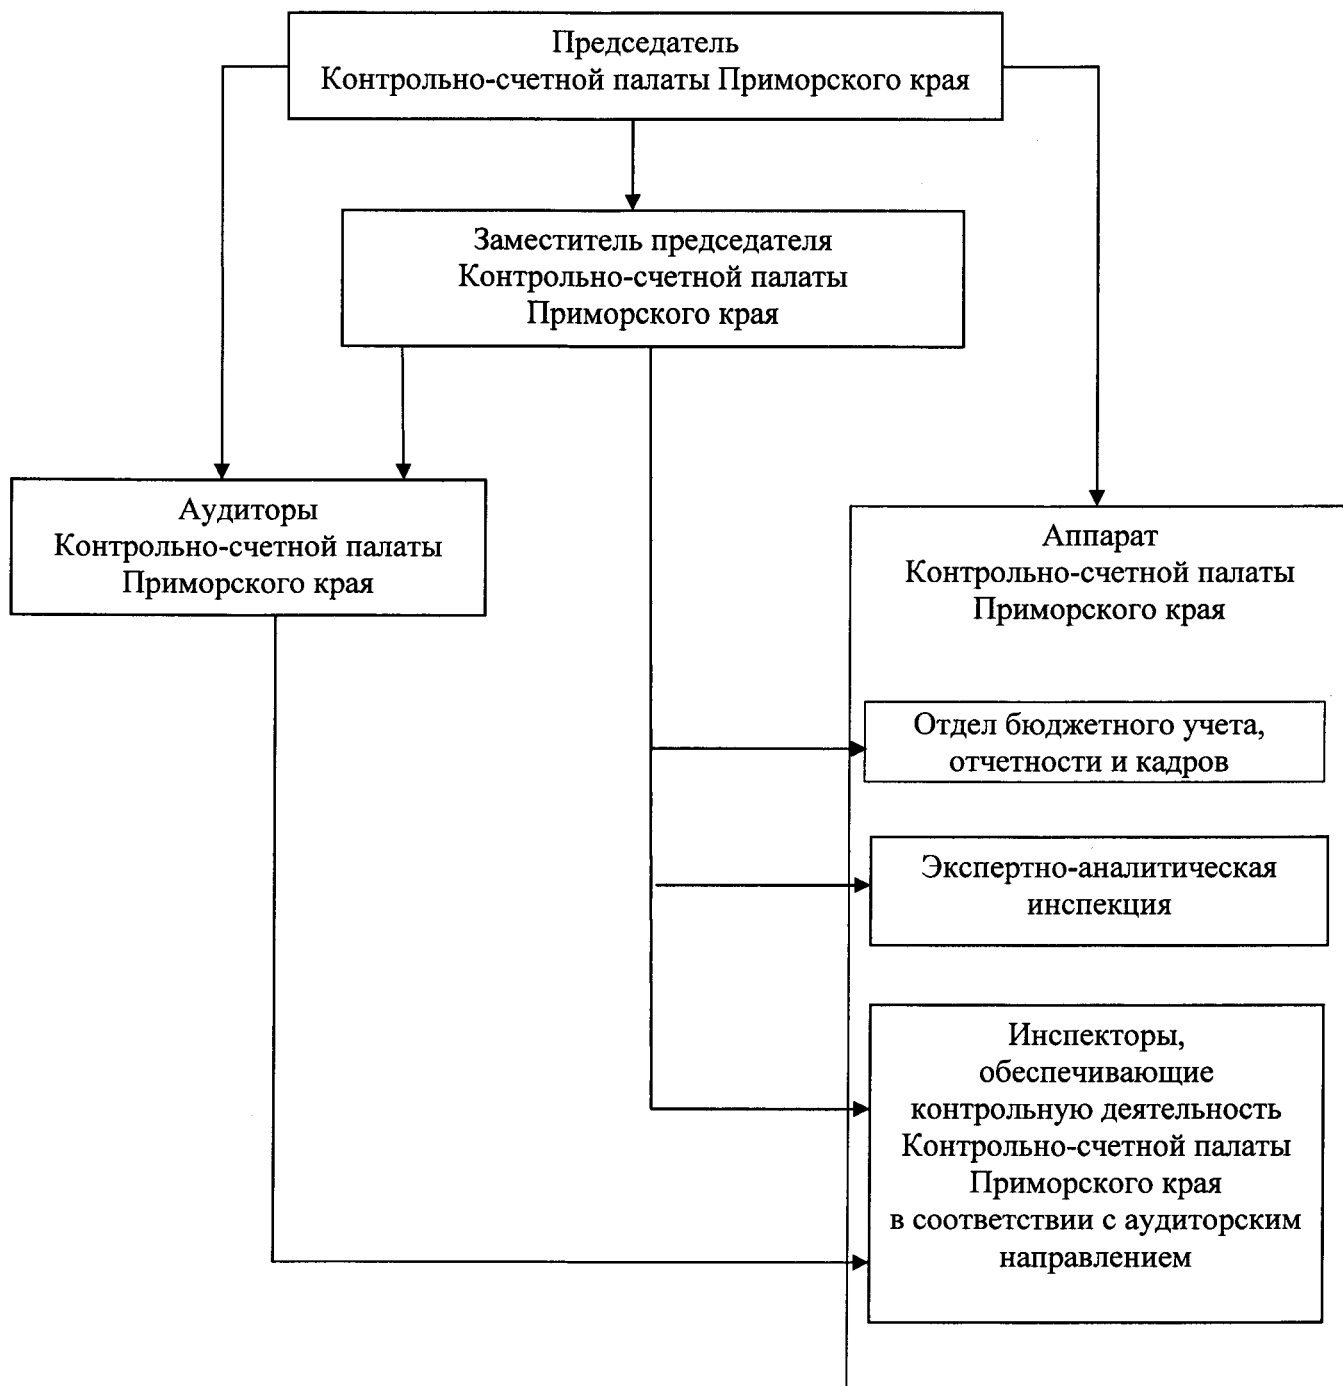 Председатель
Контрольно-счетной палаты Приморского края
Заместитель председателя
Контрольно-счетной палаты
Приморского края
Аудиторы
Контрольно-счетной палаты
Приморского края
Аппарат
Контрольно-счетной палаты
Приморского края
Отдел бюджетного учета,
отчетности и кадров
Экспертно-аналитическая
инспекция
Инспекторы,
обеспечивающие
контрольную деятельность
Контрольно-счетной палаты
Приморского края
в соответствии с аудиторским
направлением